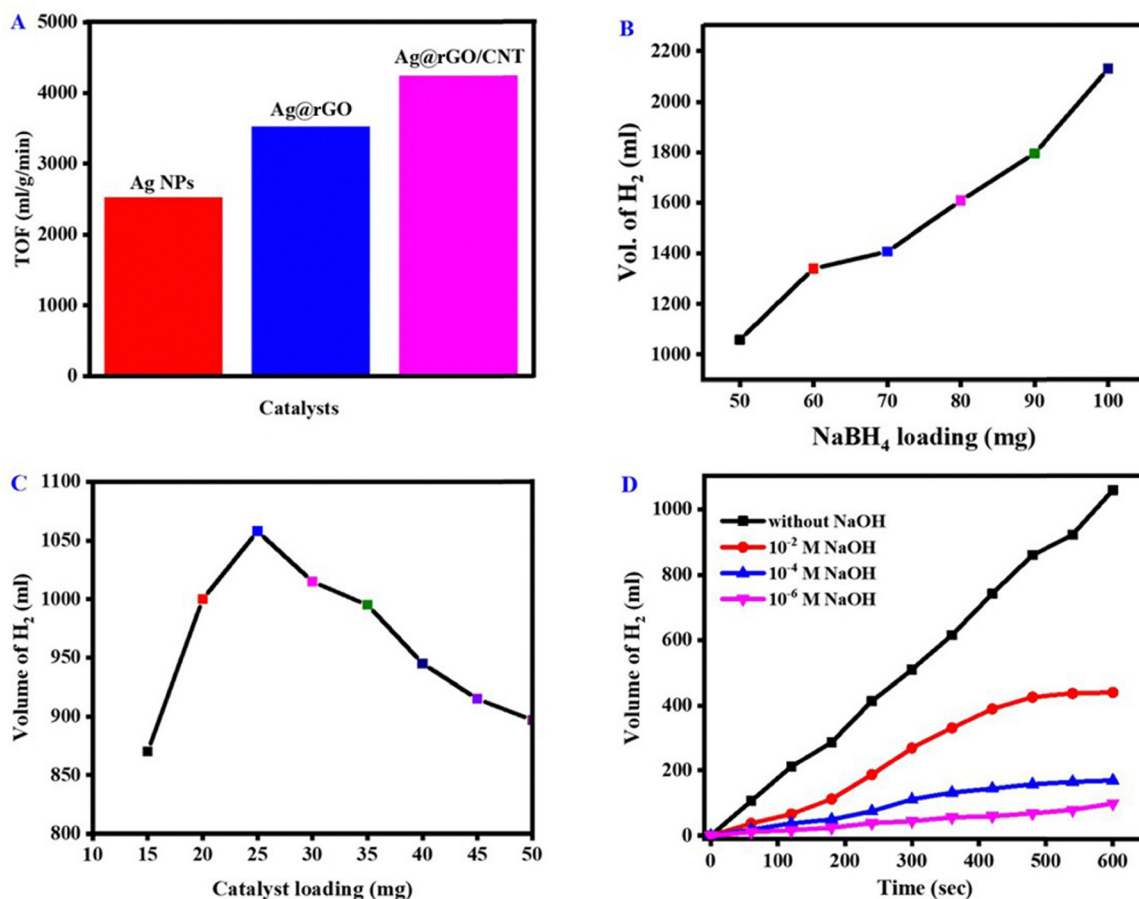 A
5000
4000
3000
2000
1000
0
TOF (ml/g/min)
Ag NPs
Ag@rGO
Ag@rGO/CNT
Catalysts
B
2200
2000
1800
1600
1400
1200
1000
Vol. of H₂ (ml)
50 60 70 80 90 100
NaBH₄ loading (mg)
C
1100
1050
1000
950
900
850
800
Volume of H₂ (ml)
10 15 20 25 30 35 40 45 50
Catalyst loading (mg)
D
1000
800
600
400
200
0
Volume of H₂ (ml)
without NaOH
10⁻² M NaOH
10⁻⁴ M NaOH
10⁻⁶ M NaOH
0 100 200 300 400 500 600
Time (sec)